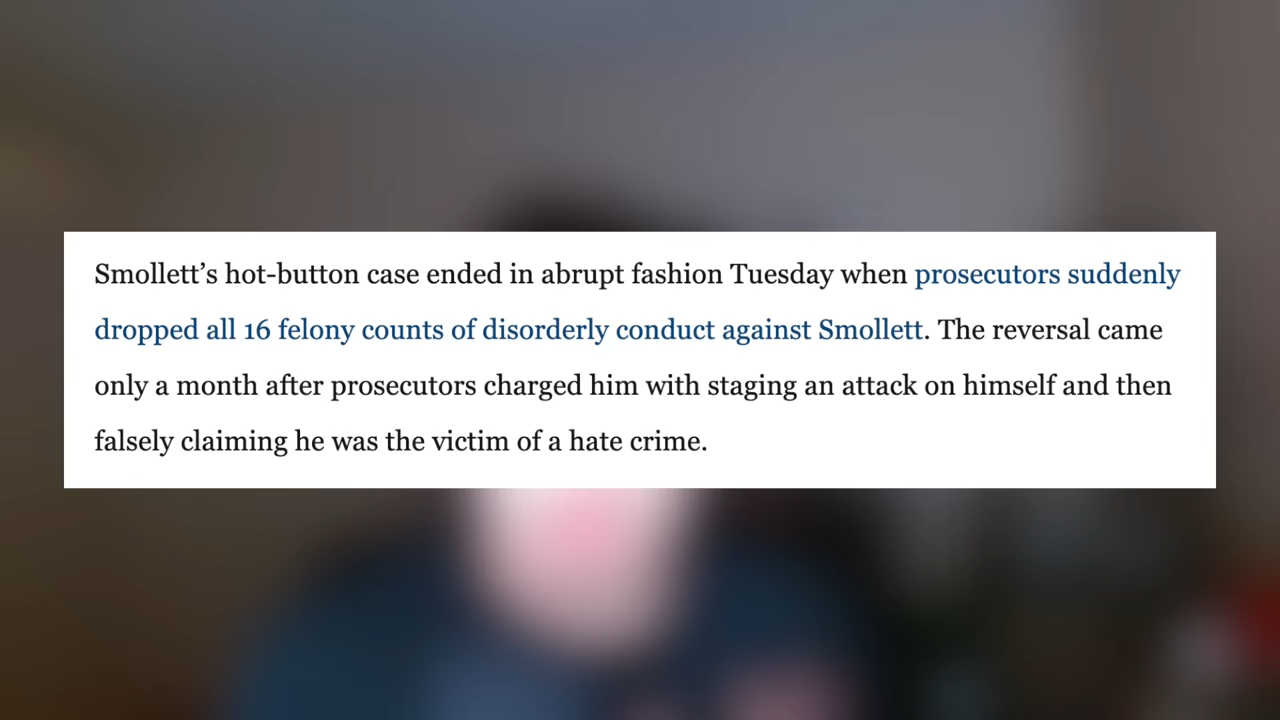 Smollett’s hot-button case ended in abrupt fashion Tuesday when prosecutors suddenly
dropped all 16 felony counts of disorderly conduct against Smollett. The reversal came
only a month after prosecutors charged him with staging an attack on himself and then
falsely claiming he was the victim of a hate crime.